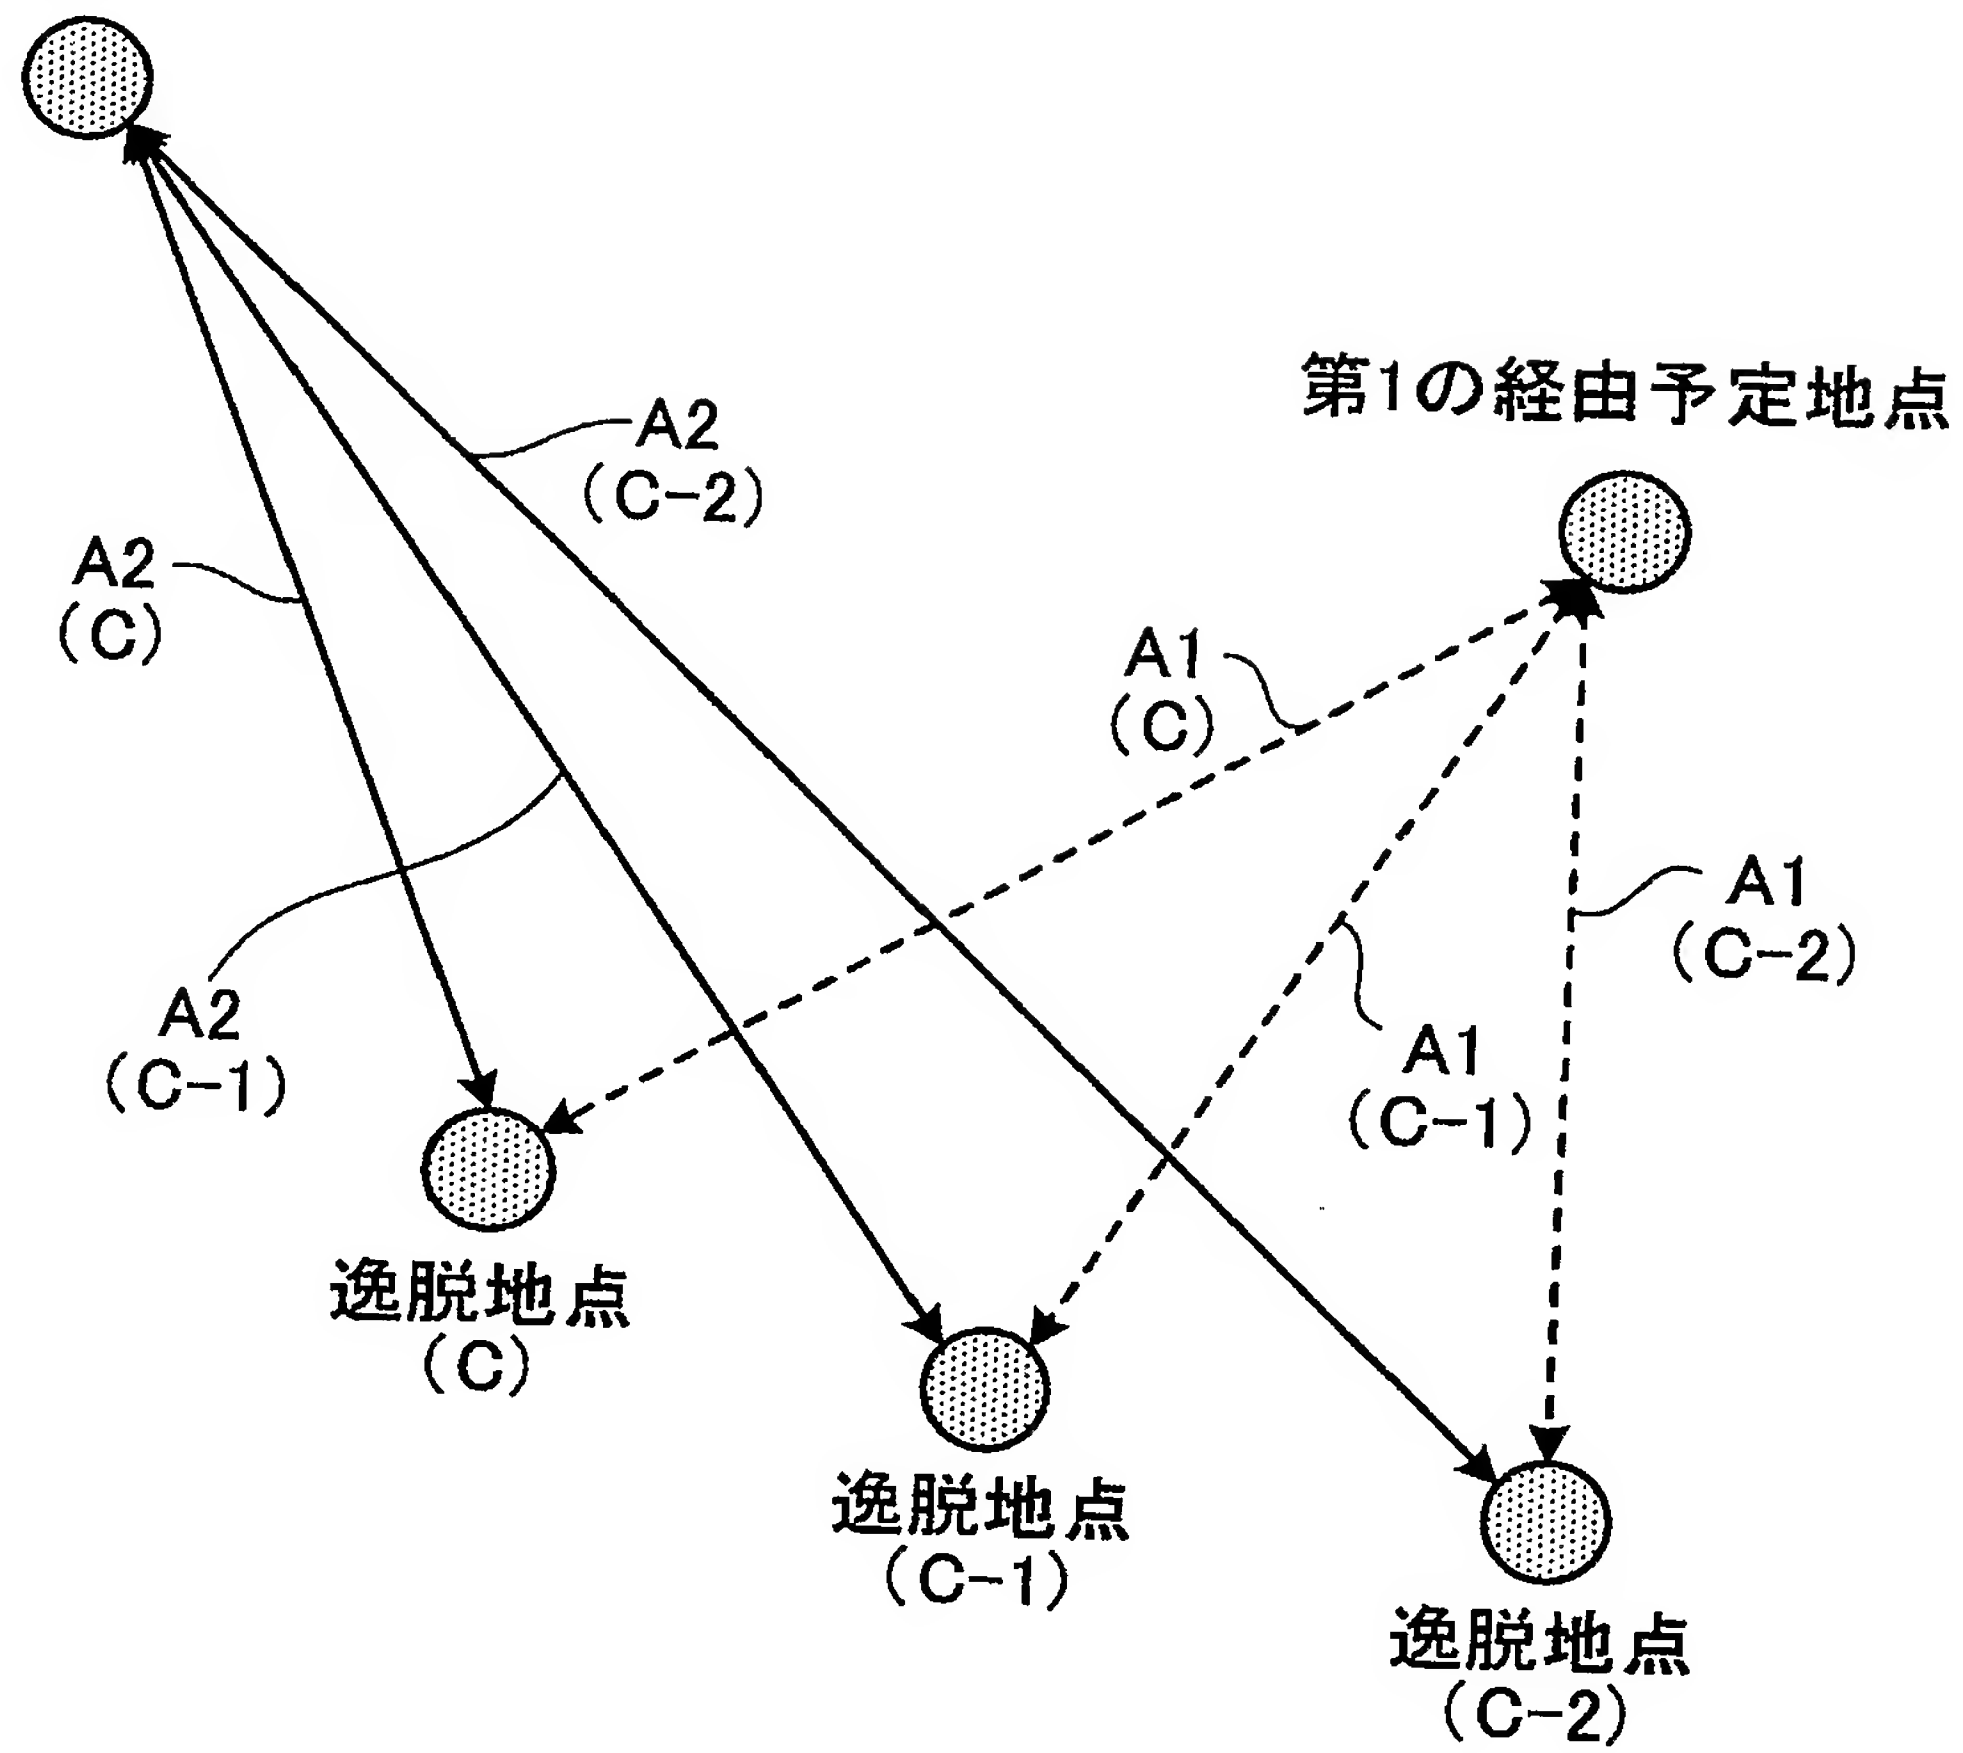 第1の経由予定地点
A2
(C-2)
A2
(C)
A1
(C)
A1
(C-2)
A2
(C-1)
A1
(C-1)
逸脱地点
(C)
逸脱地点
(C-1)
逸脱地点
(C-2)